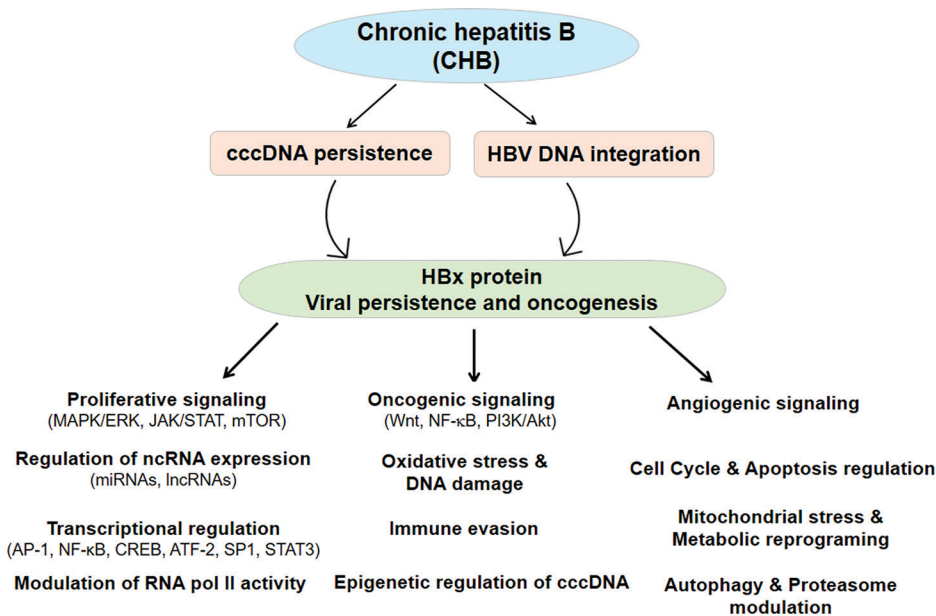 Chronic hepatitis B
(CHB)
cccDNA persistence
HBV DNA integration
HBx protein
Viral persistence and oncogenesis
Proliferative signaling
(MAPK/ERK, JAK/STAT, mTOR)
Regulation of ncRNA expression
(miRNAs, lncRNAs)
Transcriptional regulation
(AP-1, NF-κB, CREB, ATF-2, SP1, STAT3)
Modulation of RNA pol II activity
Oncogenic signaling
(Wnt, NF-κB, PI3K/Akt)
Oxidative stress &
DNA damage
Immune evasion
Epigenetic regulation of cccDNA
Angiogenic signaling
Cell Cycle & Apoptosis regulation
Mitochondrial stress &
Metabolic reprograming
Autophagy & Proteasome
modulation